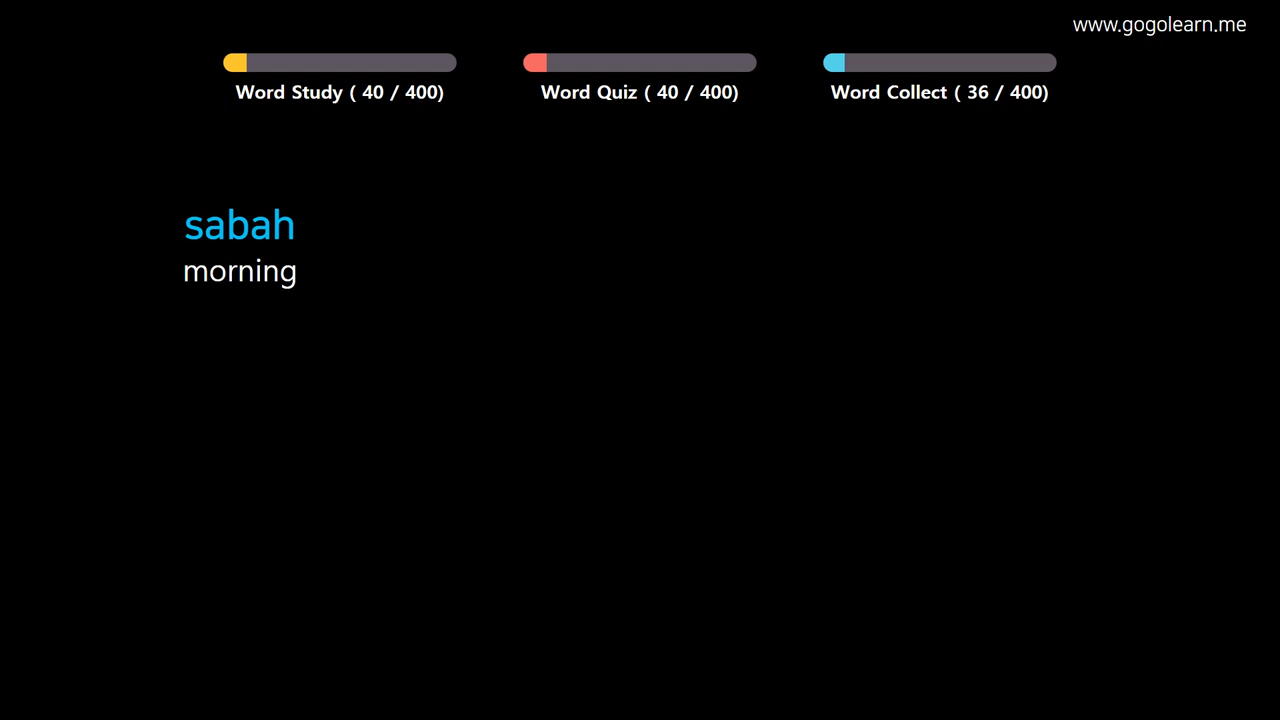 www.gogolearn.me
Word Study ( 40 / 400)
Word Quiz ( 40 / 400)
Word Collect ( 36 / 400)
sabah
morning